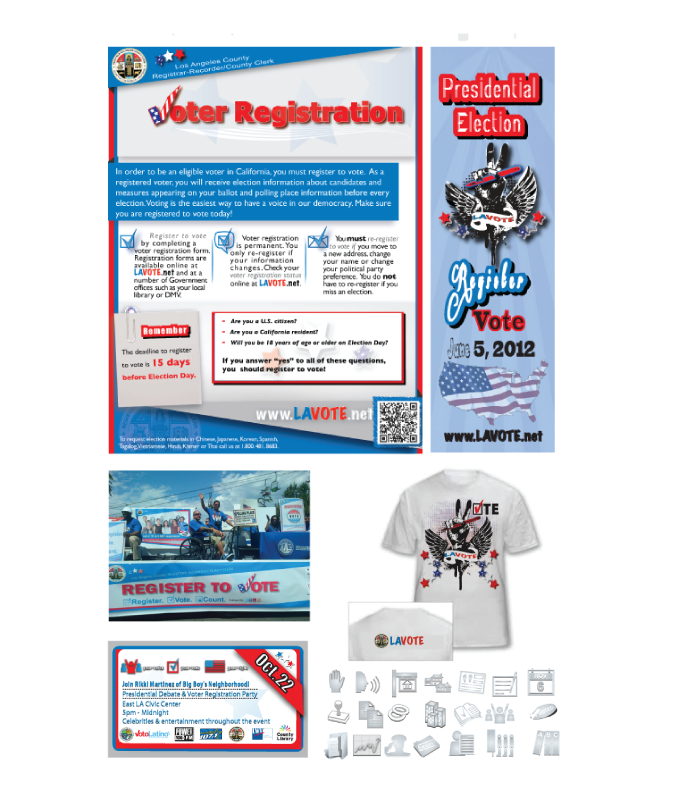 Los Angeles County
Registrar-Recorder/County Clerk
Voter Registration
In order to be an eligible voter in California, you must register to vote. As a
registered voter, you will receive election information about candidates and
measures appearing on your ballot and polling place information before every
election. Voting is the easiest way to have a voice in our democracy. Make sure
you are registered to vote today!
Register to vote
by completing a
voter registration form.
Registration forms are
available online at
LAVOTE.net and at a
number of Government
offices such as your local
library or DMV.
Voter registration
is permanent. You
only re-register if
your information
changes. Check your
voter registration status
online at LAVOTE.net.
You must re-register
to vote if you move to
a new address, change
your name or change
your political party
preference. You do not
have to re-register if you
miss an election.
Remember
The deadline to register
to vote is 15 days
before Election Day.
- Are you a U.S. citizen?
- Are you a California resident?
- Will you be 18 years of age or older on Election Day?
If you answer "yes" to all of these questions,
you should register to vote!
www.LAVOTE.net
To request election materials in Chinese, Japanese, Korean, Spanish,
Tagalog, Vietnamese, Hindi, Khmer or Thai call us at 1.800.481.8683.
Presidential
Election
LAVOTE
Register
Vote
June 5, 2012
www.LAVOTE.net
REGISTER TO VOTE
Register. Vote. Count.
VOTE
LAVOTE
LAVOTE
Oct. 22
Join Rikki Martinez of Big Boy's Neighborhood!
Presidential Debate & Voter Registration Party
East LA Civic Center
5pm - Midnight
Celebrities & entertainment throughout the event
VotoLatino
POWER
County
Library
6
A B C